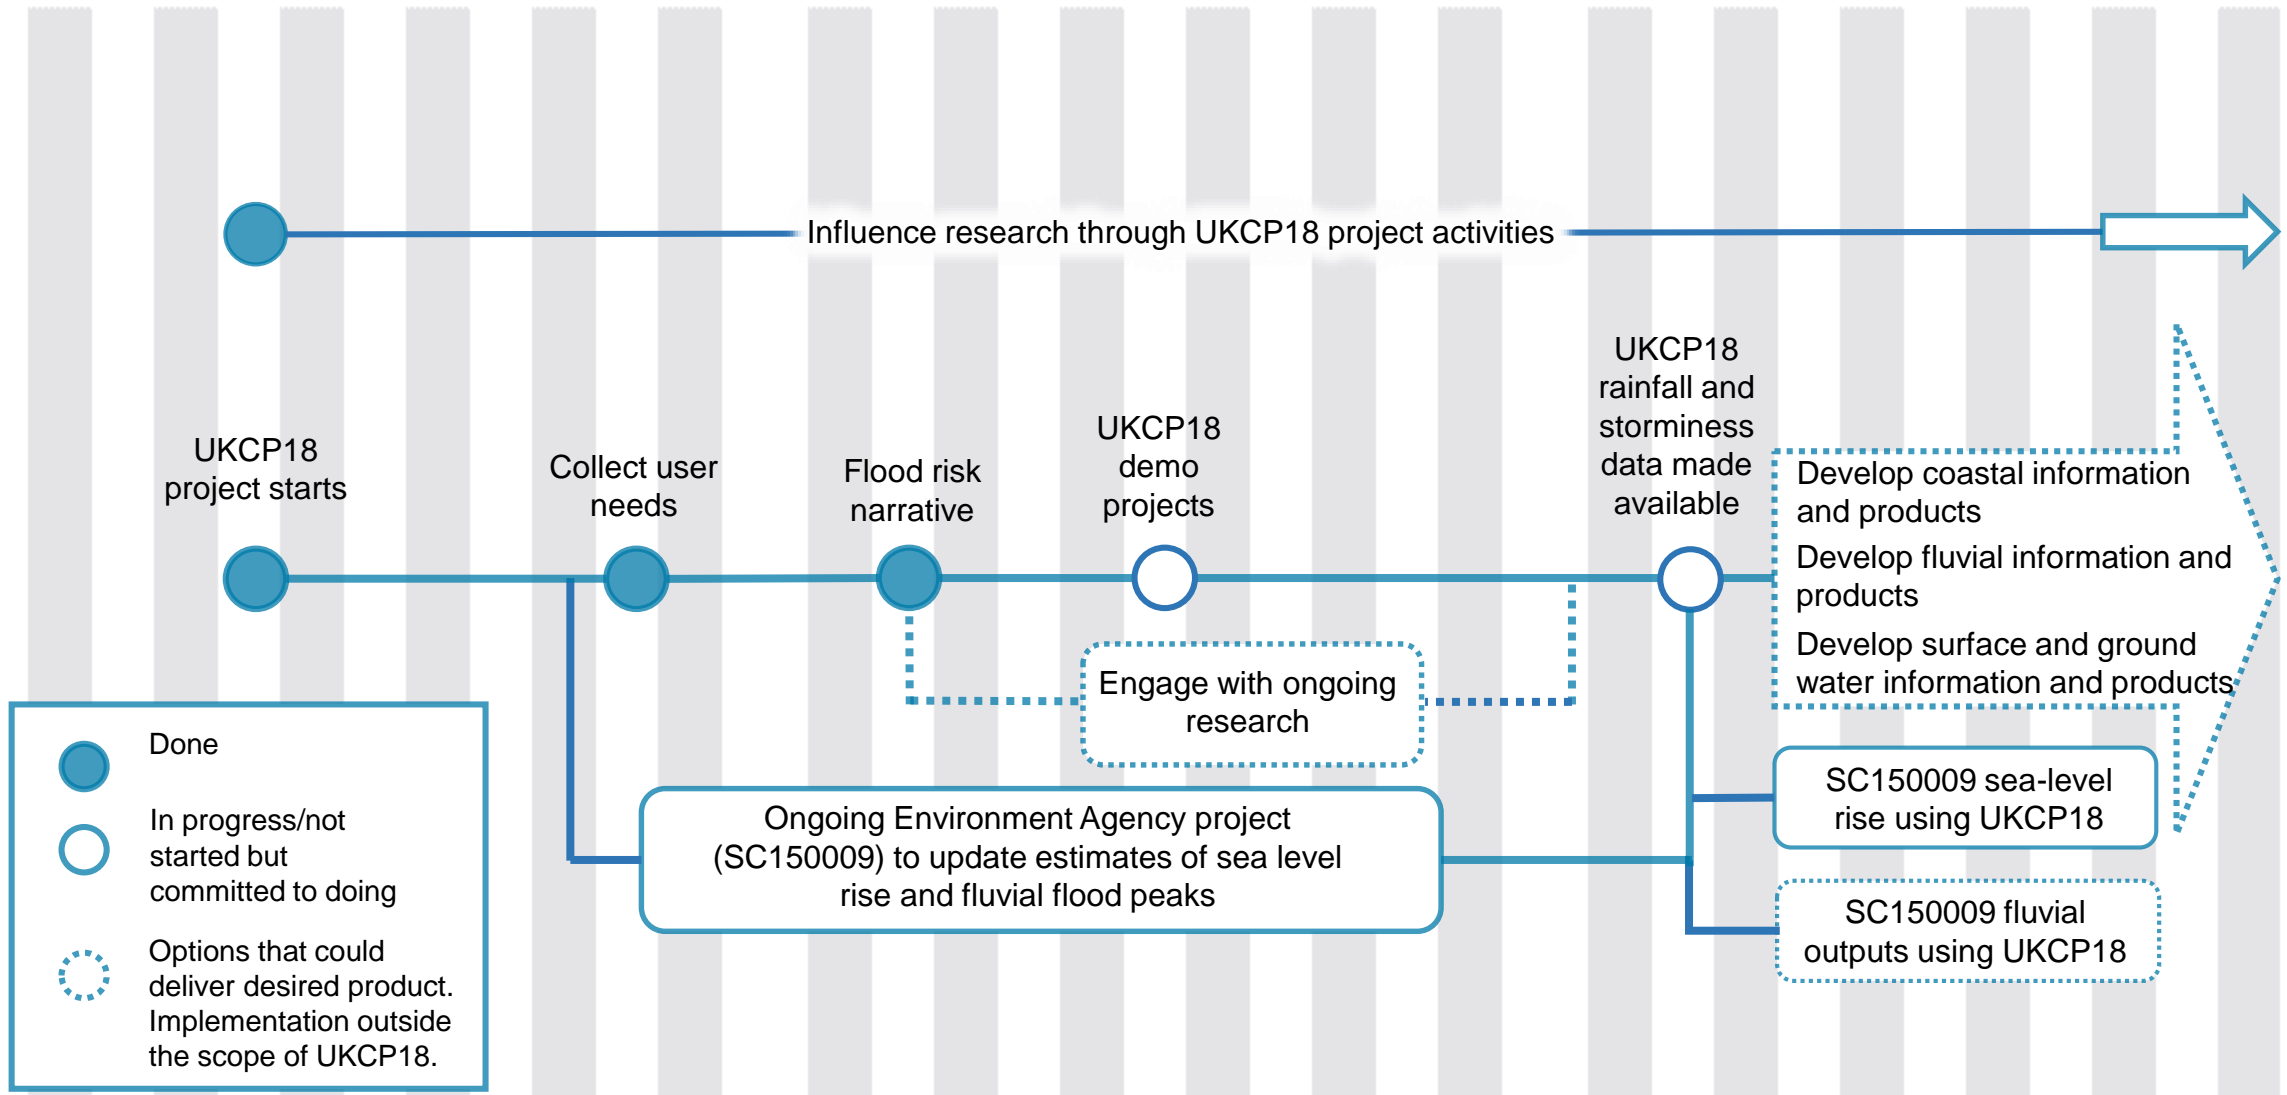 Influence research through UKCP18 project activities
UKCP18
project starts
Collect user
needs
Flood risk
narrative
UKCP18
demo
projects
UKCP18
rainfall and
storminess
data made
available
Develop coastal information
and products
Develop fluvial information and
products
Develop surface and ground
water information and products
Engage with ongoing
research
Ongoing Environment Agency project
(SC150009) to update estimates of sea level
rise and fluvial flood peaks
SC150009 sea-level
rise using UKCP18
SC150009 fluvial
outputs using UKCP18
Done
In progress/not
started but
committed to doing
Options that could
deliver desired product.
Implementation outside
the scope of UKCP18.